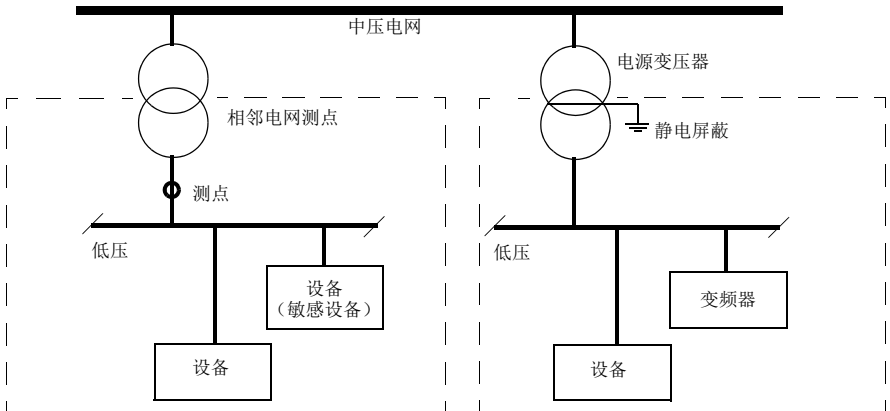 中压电网
电源变压器
相邻电网测点
静电屏蔽
测点
低压
低压
设备
（敏感设备）
变频器
设备
设备